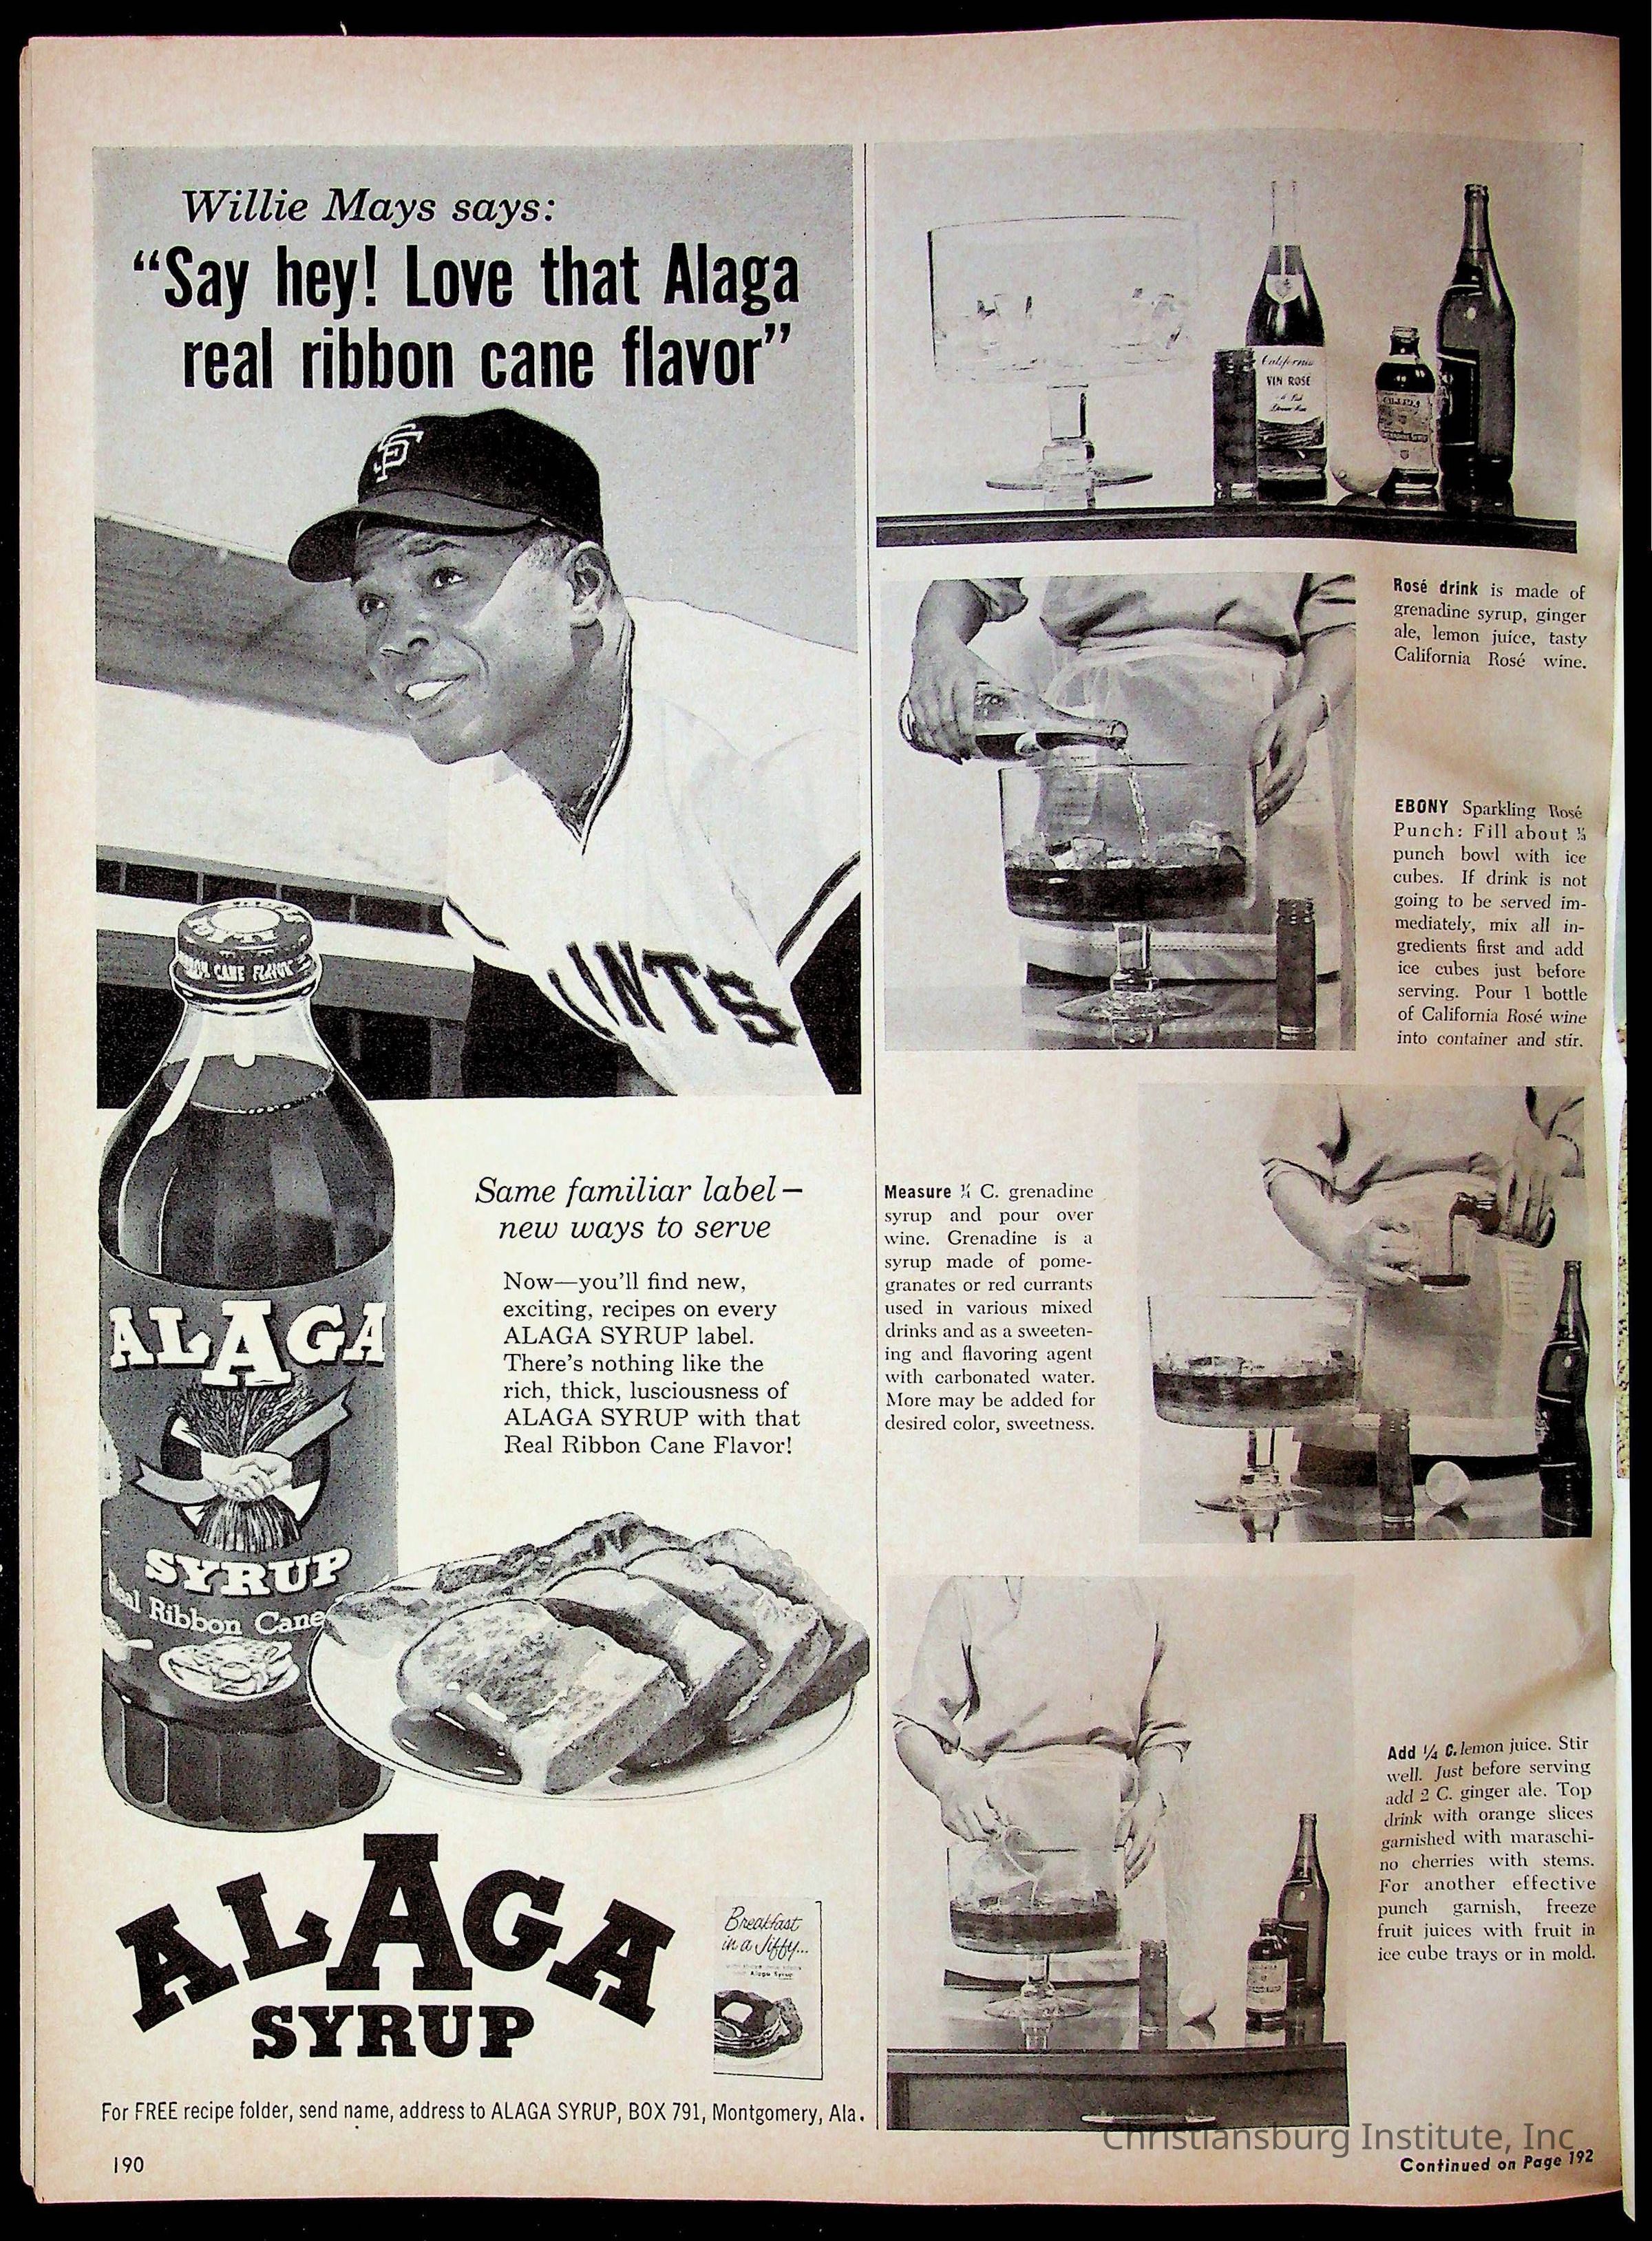 Willie Mays says:
“Say hey! Love that Alaga
real ribbon cane flavor”
SF
NTS
CANE FLAVOR
ALAGA
SYRUP
Real Ribbon Cane
Same familiar label—
new ways to serve
Now—you'll find new,
exciting, recipes on every
ALAGA SYRUP label.
There's nothing like the
rich, thick, lusciousness of
ALAGA SYRUP with that
Real Ribbon Cane Flavor!
ALAGA
SYRUP
Breakfast
in a Jiffy...
Alaga Syrup
For FREE recipe folder, send name, address to ALAGA SYRUP, BOX 791, Montgomery, Ala.
190
California
VIN ROSÉ
Rosé drink is made of
grenadine syrup, ginger
ale, lemon juice, tasty
California Rosé wine.
EBONY Sparkling Rosé
Punch: Fill about
punch bowl with ice
cubes. If drink is not
going to be served im-
mediately, mix all in-
gredients first and add
ice cubes just before
serving. Pour 1 bottle
of California Rosé wine
into container and stir.
Measure ¼ C. grenadine
syrup and pour over
wine. Grenadine is a
syrup made of pome-
granates or red currants
used in various mixed
drinks and as a sweeten-
ing and flavoring agent
with carbonated water.
More may be added for
desired color, sweetness.
Add ¼ C. lemon juice. Stir
well. Just before serving
add 2 C. ginger ale. Top
drink with orange slices
garnished with maraschi-
no cherries with stems.
For another effective
punch garnish, freeze
fruit juices with fruit in
ice cube trays or in mold.
Christiansburg Institute, Inc.
Continued on Page 192